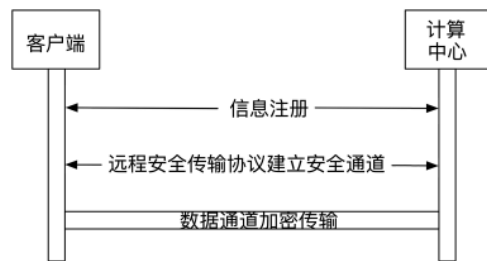 客户端
计算
中心
信息注册
远程安全传输协议建立安全通道
数据通道加密传输